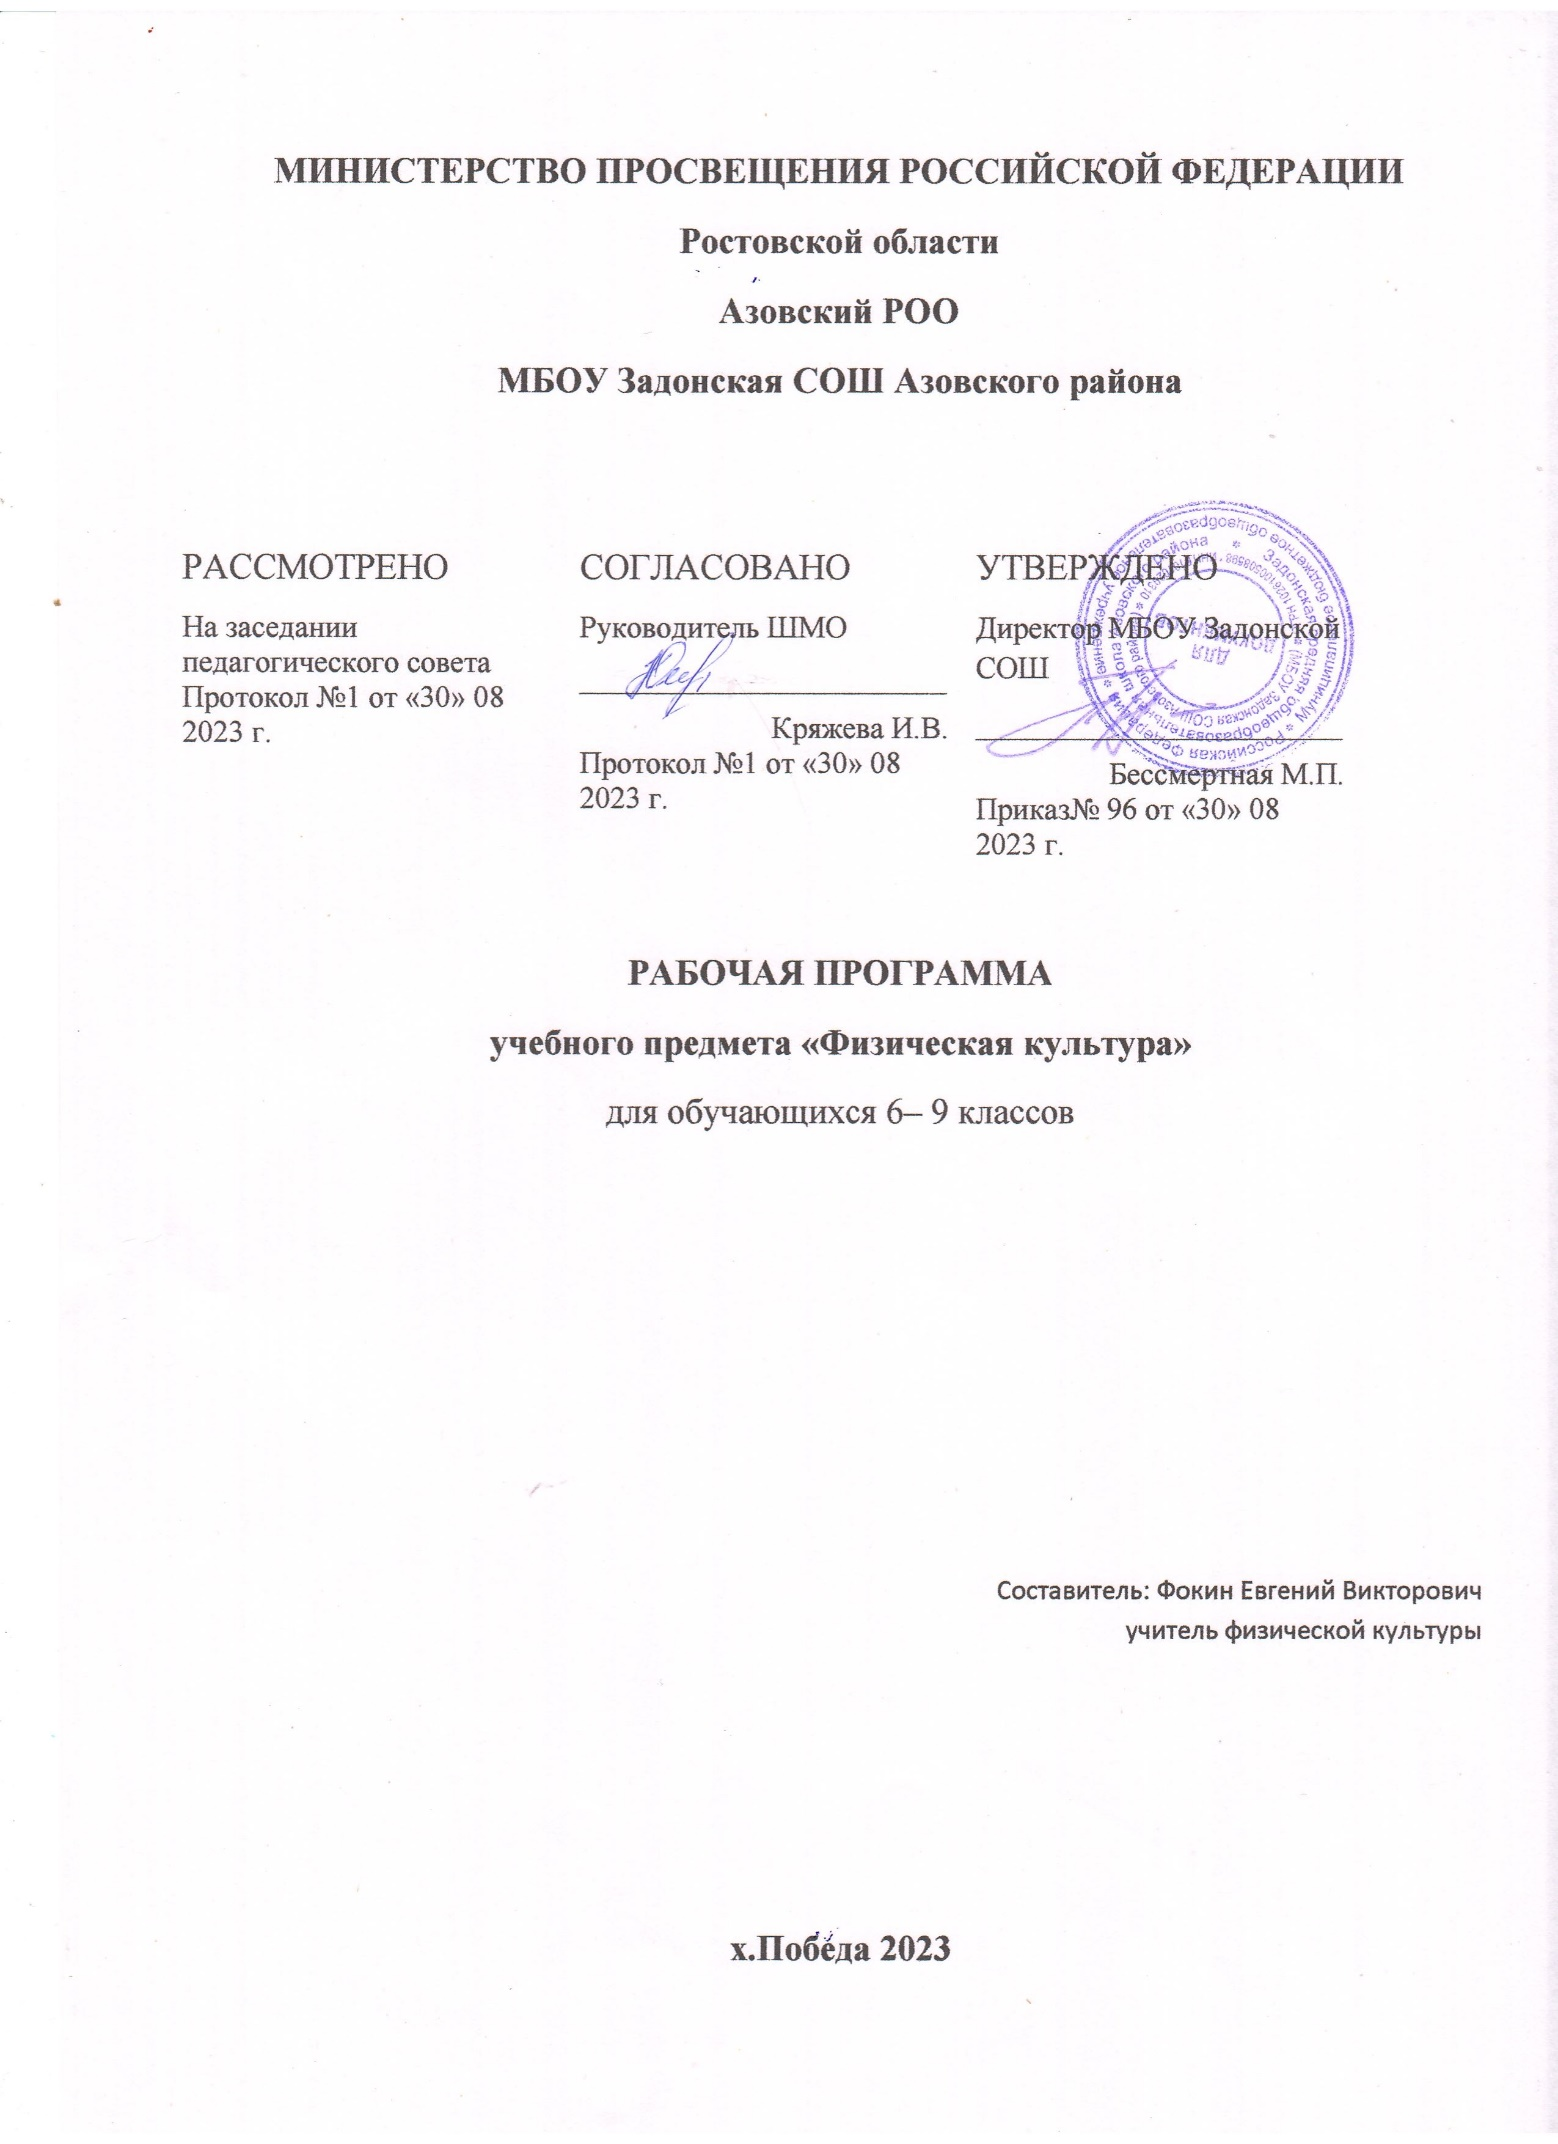 МИНИСТЕРСТВО ПРОСВЕЩЕНИЯ РОССИЙСКОЙ ФЕДЕРАЦИИ
Ростовской области
Азовский РОО
МБОУ Задонская СОШ Азовского района
РАССМОТРЕНО
На заседании
педагогического совета
Протокол №1 от «30» 08
2023 г.
СОГЛАСОВАНО
Руководитель ШМО
Кряжева И.В.
Протокол №1 от «30» 08
2023 г.
УТВЕРЖДЕНО
Директор МБОУ Задонской
СОШ
Бессмертная М.П.
Приказ№ 96 от «30» 08
2023 г.
для
документов
РАБОЧАЯ ПРОГРАММА
учебного предмета «Физическая культура»
для обучающихся 6– 9 классов
Составитель: Фокин Евгений Викторович
учитель физической культуры
х.Победа 2023